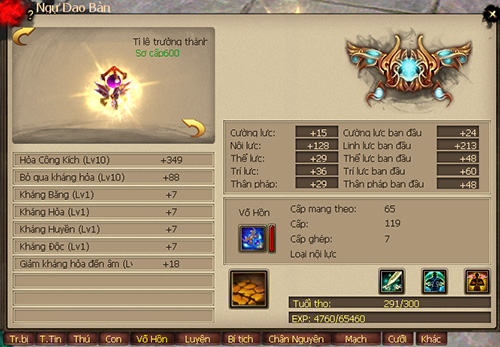 Ngư Dao Bàn
Tỉ lệ trưởng thành
Sơ cấp600
Cường lực: +15 Cường lực ban đầu +24
Nội lực: +128 Linh lực ban đầu +213
Thể lực: +29 Thể lực ban đầu +48
Trí lực: +36 Trí lực ban đầu +60
Thân pháp: +29 Thân pháp ban đầu +48
Hỏa Công Kích (Lv10) +349
Bỏ qua kháng hỏa (Lv10) +88
Kháng Băng (Lv1) +7
Kháng Hỏa (Lv1) +7
Kháng Huyền (Lv1) +7
Kháng Độc (Lv1) +7
Giảm kháng hỏa đến âm (Lv +18
Võ Hồn
Cấp mang theo: 65
Cấp: 119
Cấp ghép: 7
Loại nội lực
Tuổi thọ: 291/300
EXP: 4760/65460
Tr.bị T.Tin Thú Con Võ Hồn Luyện Bí tịch Chân Nguyên Mạch Cưỡi Khác